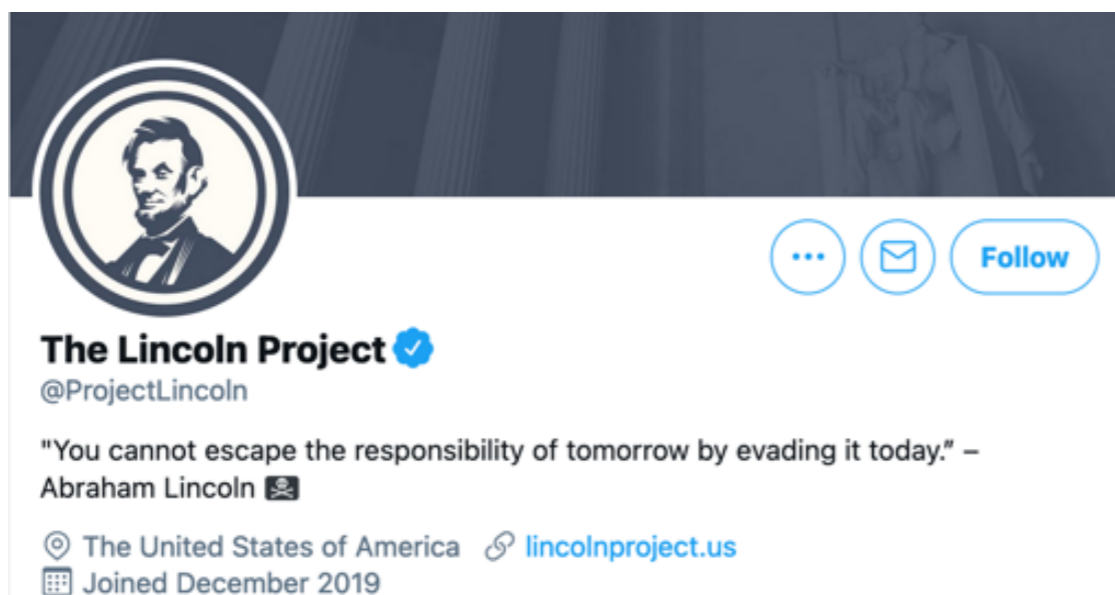 Follow
The Lincoln Project
@ProjectLincoln
"You cannot escape the responsibility of tomorrow by evading it today.” –
Abraham Lincoln 🏴‍☠️
The United States of America lincolnproject.us
Joined December 2019